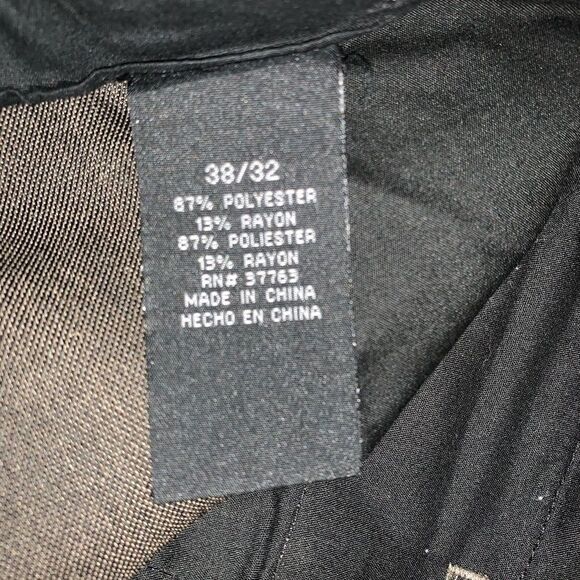 38/32
87% POLYESTER
13% RAYON
87% POLIESTER
13% RAYON
RN# 37763
MADE IN CHINA
HECHO EN CHINA